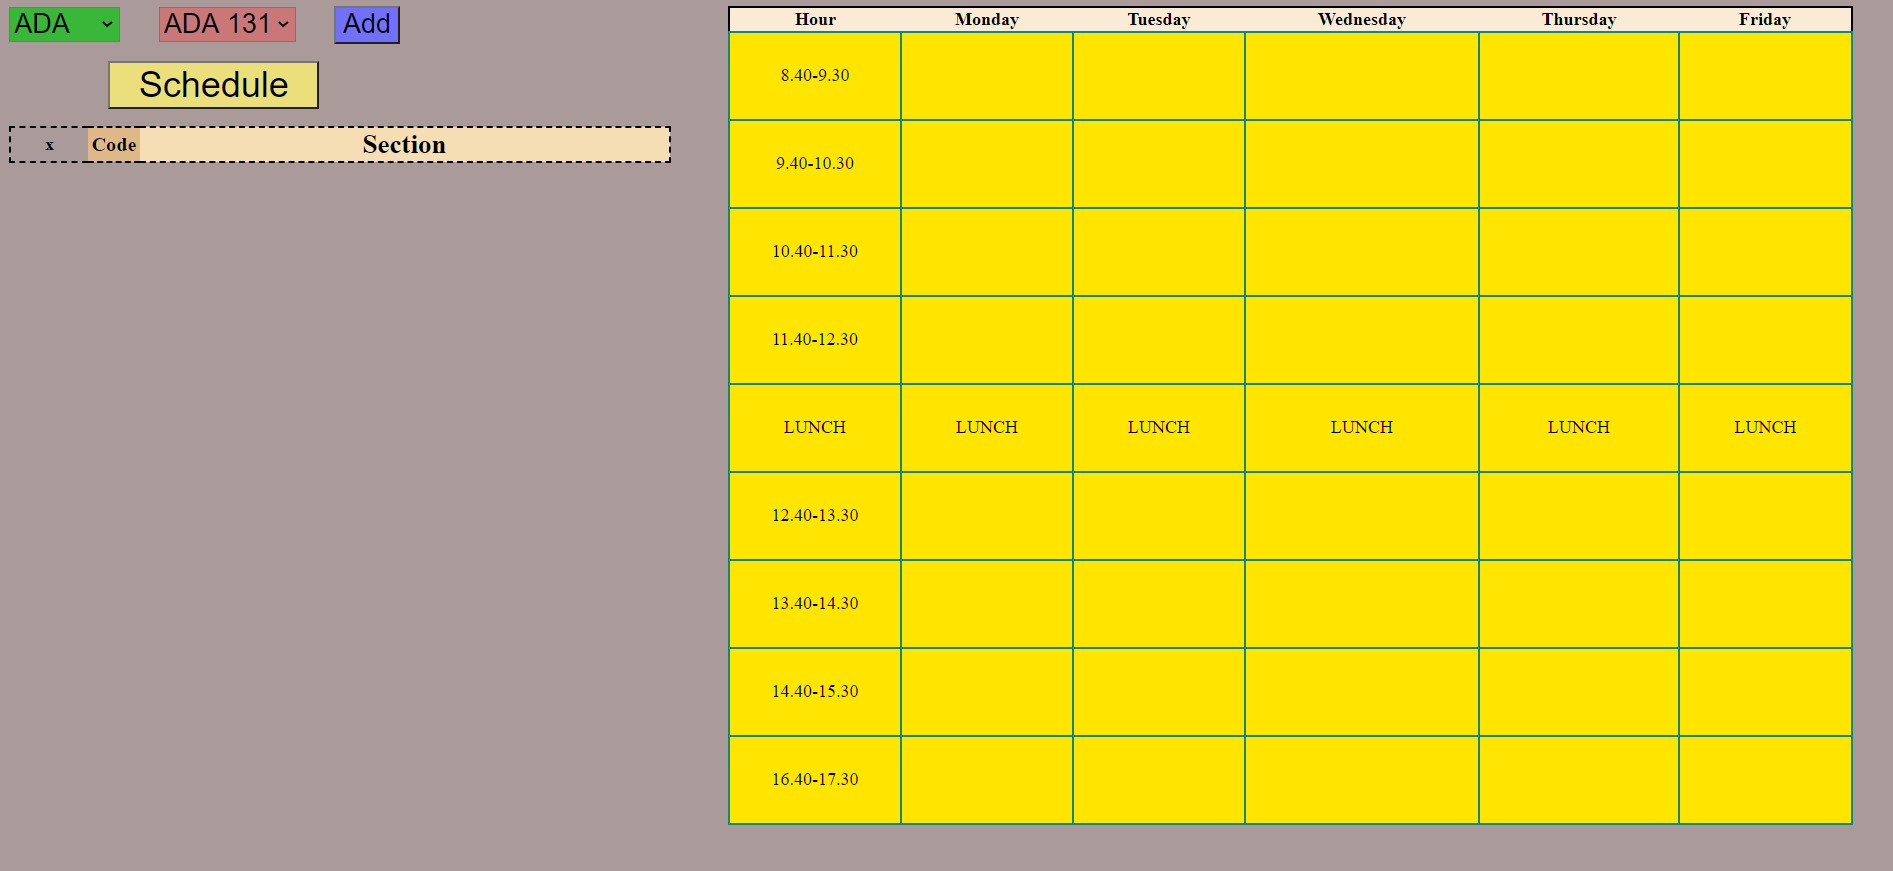 ADA ADA 131 Add
Schedule
x Code Section
Hour Monday Tuesday Wednesday Thursday Friday
8.40-9.30
9.40-10.30
10.40-11.30
11.40-12.30
LUNCH LUNCH LUNCH LUNCH LUNCH LUNCH
12.40-13.30
13.40-14.30
14.40-15.30
16.40-17.30